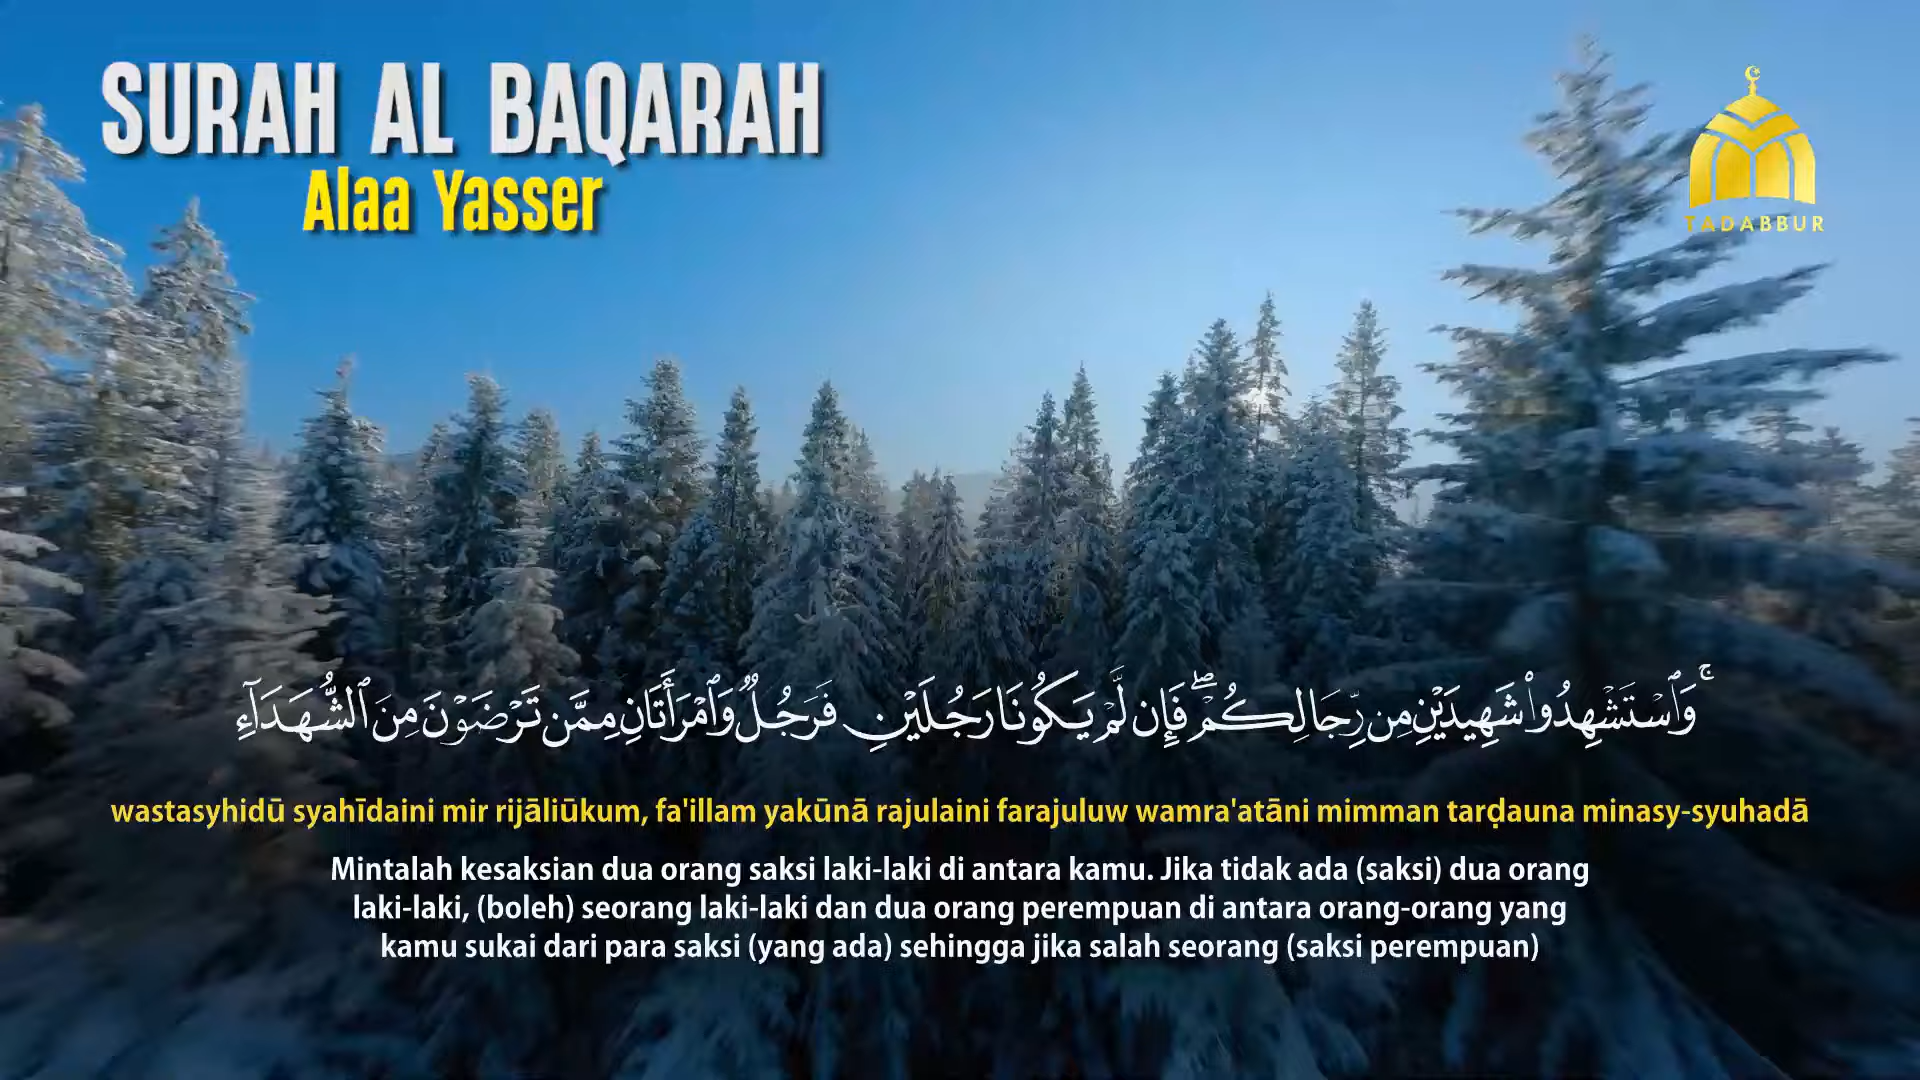 SURAH AL BAQARAH
Alaa Yasser
TADABBUR
ۚ وَٱسْتَشْهِدُوا۟ شَهِيدَيْنِ مِن رِّجَالِكُمْ ۖ فَإِن لَّمْ يَكُونَا رَجُلَيْنِ فَرَجُلٌ وَٱمْرَأَتَانِ مِمَّن تَرْضَوْنَ مِنَ ٱلشُّهَدَآءِ
wastasyhidū syahīdaini mir rijāliūkum, fa'illam yakūnā rajulaini farajuluw wamra'atāni mimman tarḍauna minasy-syuhadā
Mintalah kesaksian dua orang saksi laki-laki di antara kamu. Jika tidak ada (saksi) dua orang
laki-laki, (boleh) seorang laki-laki dan dua orang perempuan di antara orang-orang yang
kamu sukai dari para saksi (yang ada) sehingga jika salah seorang (saksi perempuan)